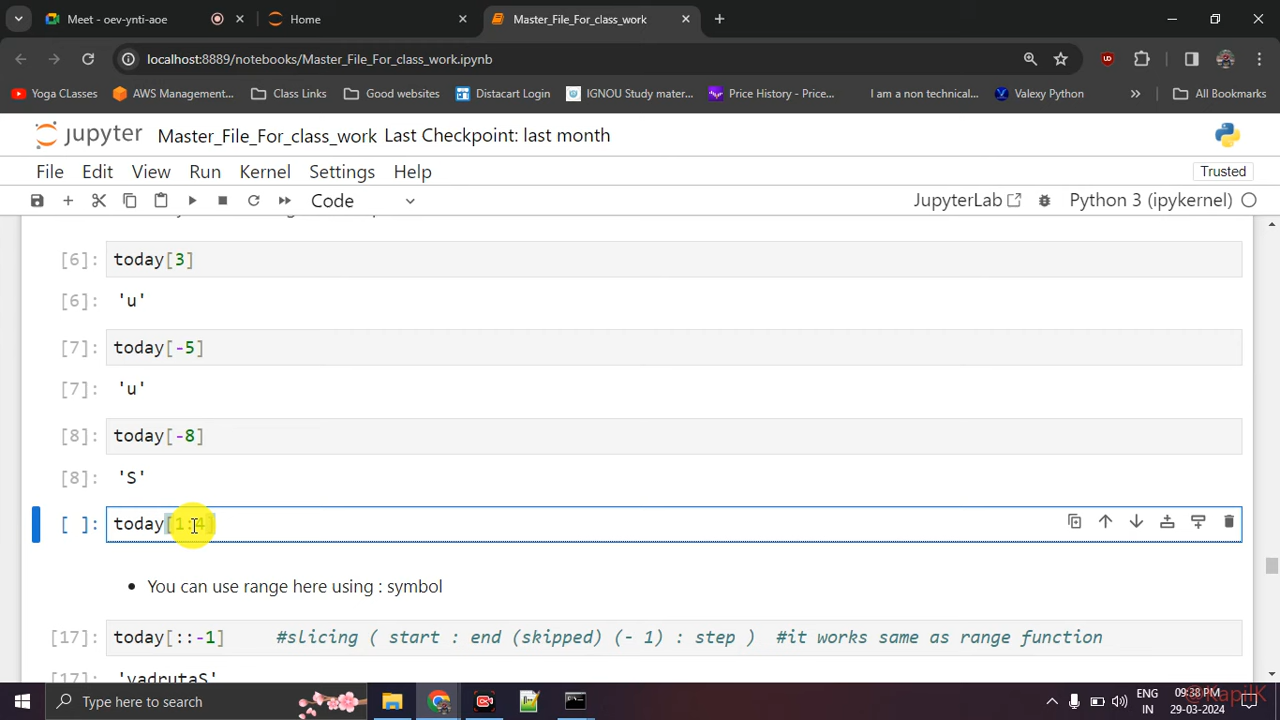 Meet - oev-ynti-aoe
Home
Master_File_For_class_work
localhost:8889/notebooks/Master_File_For_class_work.ipynb
Yoga CLasses
AWS Management...
Class Links
Good websites
Distacart Login
IGNOU Study mater...
Price History - Price...
I am a non technical...
Valexy Python
All Bookmarks
jupyter Master_File_For_class_work Last Checkpoint: last month
File Edit View Run Kernel Settings Help
Trusted
Code
JupyterLab
Python 3 (ipykernel)
[6]: today[3]
[6]: 'u'
[7]: today[-5]
[7]: 'u'
[8]: today[-8]
[8]: 'S'
[ ]: today[1:4]
• You can use range here using : symbol
[17]: today[::-1] #slicing ( start : end (skipped) (- 1) : step ) #it works same as range function
[17]: 'yadrutaS'
Type here to search
ENG
IN
09:38 PM
29-03-2024
@KapilK